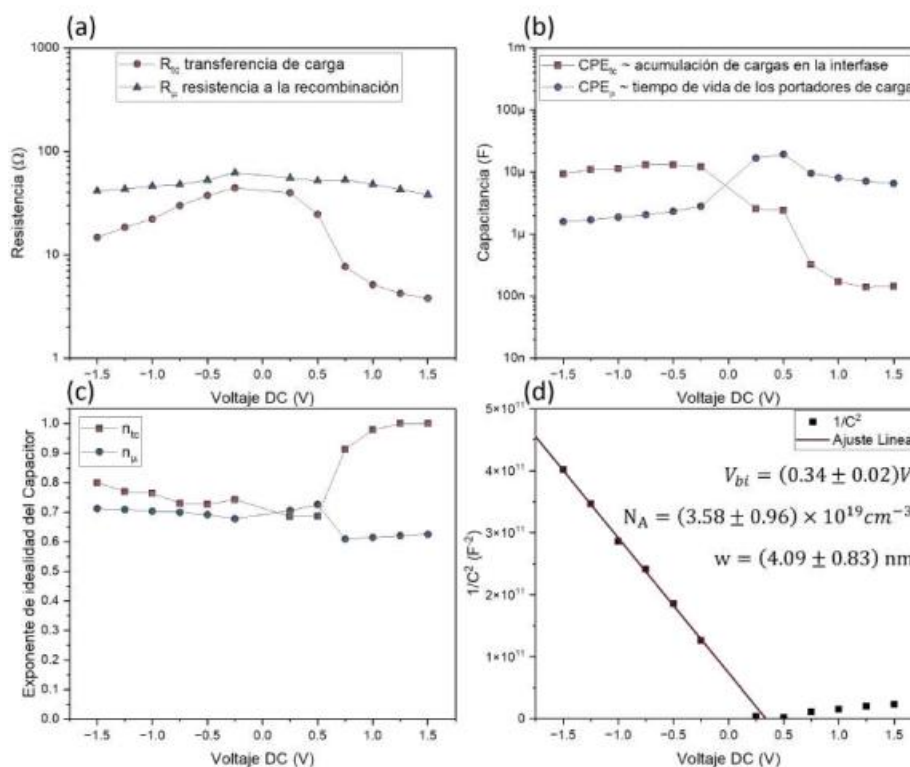 (a)
1000
100
10
1
Resistencia (Ω)
R_tc transferencia de carga
R_μ resistencia a la recombinación
−1.5 −1.0 −0.5 0.0 0.5 1.0 1.5
Voltaje DC (V)
(b)
1m
100μ
10μ
1μ
100n
10n
Capacitancia (F)
CPE_tc ~ acumulación de cargas en la interfase
CPE_μ ~ tiempo de vida de los portadores de carga
−1.5 −1.0 −0.5 0.0 0.5 1.0 1.5
Voltaje DC (V)
(c)
1.0
0.9
0.8
0.7
0.6
0.5
0.4
0.3
0.2
0.1
0.0
Exponente de idealidad del Capacitor
n_tc
n_μ
−1.5 −1.0 −0.5 0.0 0.5 1.0 1.5
Voltaje DC (V)
(d)
5×10¹¹
4×10¹¹
3×10¹¹
2×10¹¹
1×10¹¹
0
1/C² (F⁻²)
1/C²
Ajuste Linea
V_bi = (0.34 ± 0.02)V
N_A = (3.58 ± 0.96) × 10¹⁹cm⁻³
w = (4.09 ± 0.83) nm
−1.5 −1.0 −0.5 0.0 0.5 1.0 1.5
Voltaje DC (V)